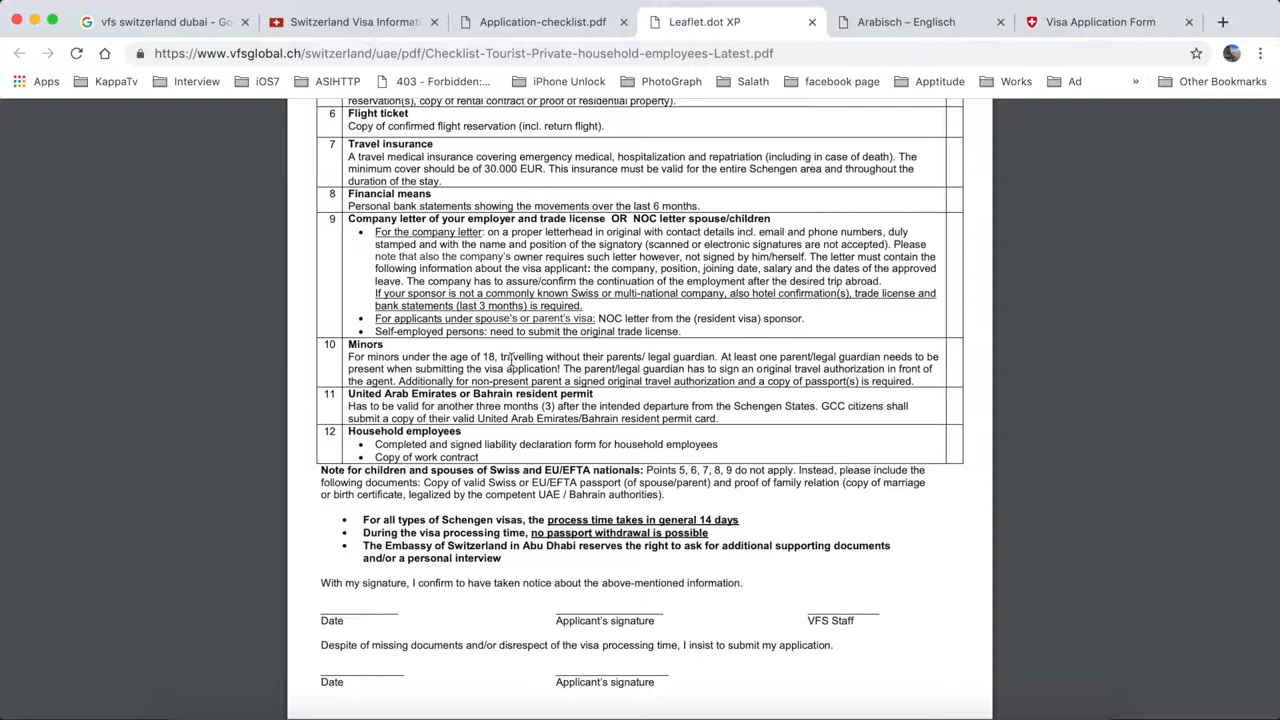 vfs switzerland dubai - Go
Switzerland Visa Informati
Application-checklist.pdf
Leaflet.dot XP
Arabisch – Englisch
Visa Application Form
https://www.vfsglobal.ch/switzerland/uae/pdf/Checklist-Tourist-Private-household-employees-Latest.pdf
Apps KappaTv Interview iOS7 ASIHTTP 403 - Forbidden:... iPhone Unlock PhotoGraph Salath facebook page Apptitude Works Ad » Other Bookmarks
reservation(s), copy of rental contract or proof of residential property).
6 Flight ticket
Copy of confirmed flight reservation (incl. return flight).
7 Travel insurance
A travel medical insurance covering emergency medical, hospitalization and repatriation (including in case of death). The
minimum cover should be of 30.000 EUR. This insurance must be valid for the entire Schengen area and throughout the
duration of the stay.
8 Financial means
Personal bank statements showing the movements over the last 6 months.
9 Company letter of your employer and trade license OR NOC letter spouse/children
• For the company letter: on a proper letterhead in original with contact details incl. email and phone numbers, duly
stamped and with the name and position of the signatory (scanned or electronic signatures are not accepted). Please
note that also the company's owner requires such letter however, not signed by him/herself. The letter must contain the
following information about the visa applicant: the company, position, joining date, salary and the dates of the approved
leave. The company has to assure/confirm the continuation of the employment after the desired trip abroad.
If your sponsor is not a commonly known Swiss or multi-national company, also hotel confirmation(s), trade license and
bank statements (last 3 months) is required.
• For applicants under spouse's or parent's visa: NOC letter from the (resident visa) sponsor.
• Self-employed persons: need to submit the original trade license.
10 Minors
For minors under the age of 18, travelling without their parents/ legal guardian. At least one parent/legal guardian needs to be
present when submitting the visa application! The parent/legal guardian has to sign an original travel authorization in front of
the agent. Additionally for non-present parent a signed original travel authorization and a copy of passport(s) is required.
11 United Arab Emirates or Bahrain resident permit
Has to be valid for another three months (3) after the intended departure from the Schengen States. GCC citizens shall
submit a copy of their valid United Arab Emirates/Bahrain resident permit card.
12 Household employees
• Completed and signed liability declaration form for household employees
• Copy of work contract
Note for children and spouses of Swiss and EU/EFTA nationals: Points 5, 6, 7, 8, 9 do not apply. Instead, please include the
following documents: Copy of valid Swiss or EU/EFTA passport (of spouse/parent) and proof of family relation (copy of marriage
or birth certificate, legalized by the competent UAE / Bahrain authorities).
• For all types of Schengen visas, the process time takes in general 14 days
• During the visa processing time, no passport withdrawal is possible
• The Embassy of Switzerland in Abu Dhabi reserves the right to ask for additional supporting documents
and/or a personal interview
With my signature, I confirm to have taken notice about the above-mentioned information.
Date Applicant's signature VFS Staff
Despite of missing documents and/or disrespect of the visa processing time, I insist to submit my application.
Date Applicant's signature